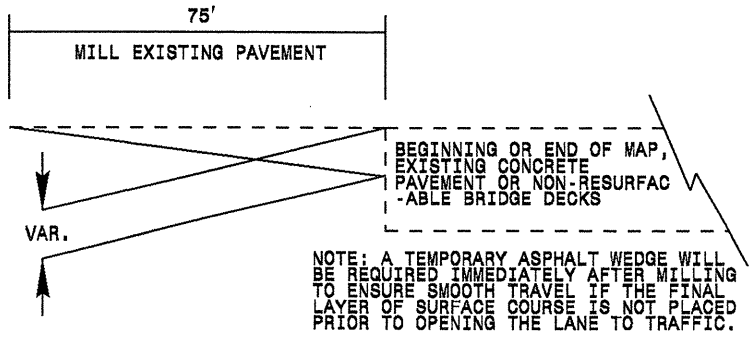 75'
MILL EXISTING PAVEMENT
BEGINNING OR END OF MAP,
EXISTING CONCRETE
PAVEMENT OR NON-RESURFAC
-ABLE BRIDGE DECKS
VAR.
NOTE: A TEMPORARY ASPHALT WEDGE WILL
BE REQUIRED IMMEDIATELY AFTER MILLING
TO ENSURE SMOOTH TRAVEL IF THE FINAL
LAYER OF SURFACE COURSE IS NOT PLACED
PRIOR TO OPENING THE LANE TO TRAFFIC.